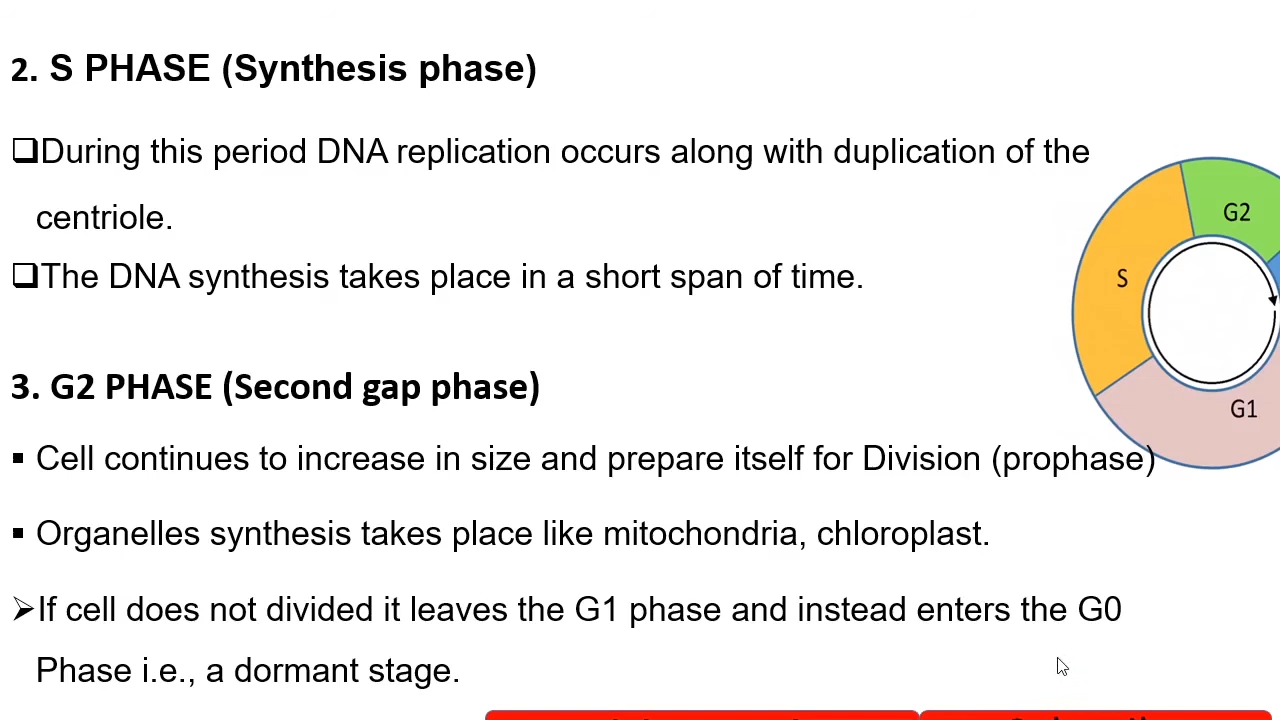 2. S PHASE (Synthesis phase)
❑During this period DNA replication occurs along with duplication of the
centriole.
❑The DNA synthesis takes place in a short span of time.
3. G2 PHASE (Second gap phase)
▪ Cell continues to increase in size and prepare itself for Division (prophase)
▪ Organelles synthesis takes place like mitochondria, chloroplast.
➢If cell does not divided it leaves the G1 phase and instead enters the G0
Phase i.e., a dormant stage.
G2
S
G1